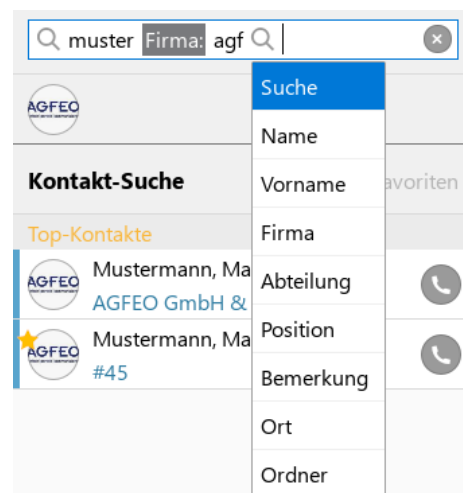 muster Firma: agf
AGFEO
Suche
Name
Kontakt-Suche
Vorname
avoriten
Top-Kontakte
Firma
AGFEO
Mustermann, Ma
Abteilung
AGFEO GmbH &
AGFEO
Mustermann, Ma
Position
#45
Bemerkung
Ort
Ordner